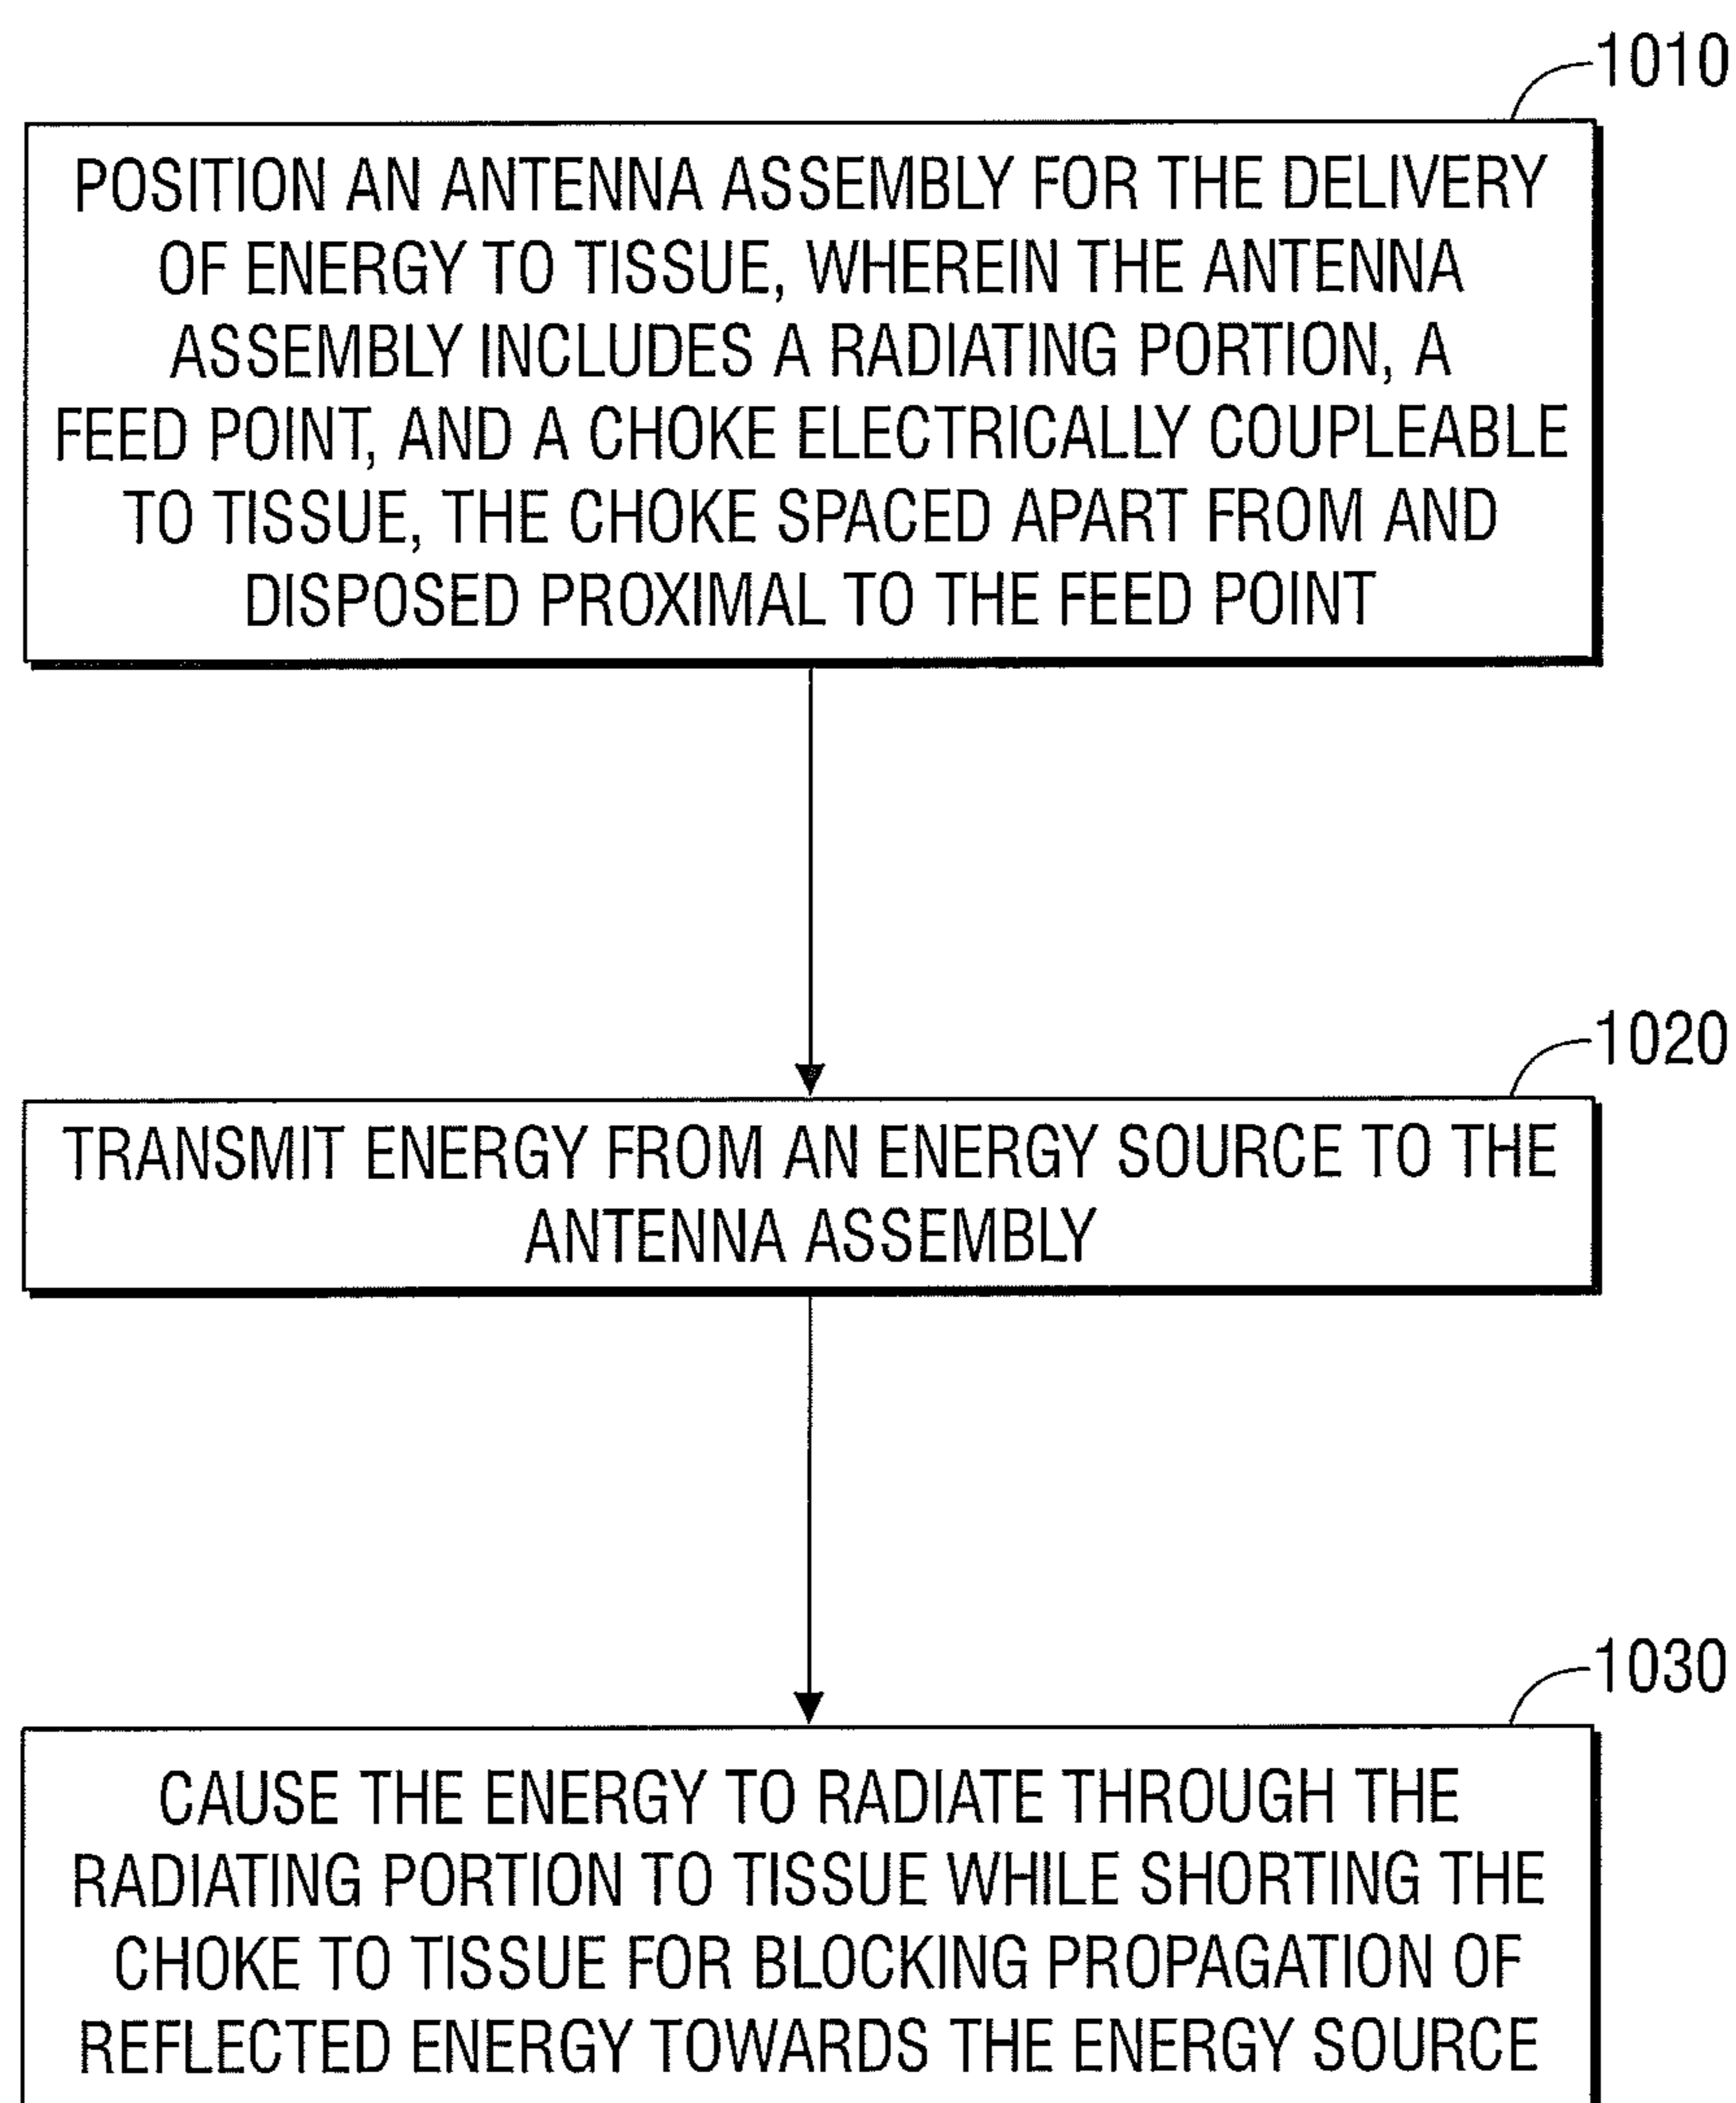 1010
POSITION AN ANTENNA ASSEMBLY FOR THE DELIVERY
OF ENERGY TO TISSUE, WHEREIN THE ANTENNA
ASSEMBLY INCLUDES A RADIATING PORTION, A
FEED POINT, AND A CHOKE ELECTRICALLY COUPLEABLE
TO TISSUE, THE CHOKE SPACED APART FROM AND
DISPOSED PROXIMAL TO THE FEED POINT
1020
TRANSMIT ENERGY FROM AN ENERGY SOURCE TO THE
ANTENNA ASSEMBLY
1030
CAUSE THE ENERGY TO RADIATE THROUGH THE
RADIATING PORTION TO TISSUE WHILE SHORTING THE
CHOKE TO TISSUE FOR BLOCKING PROPAGATION OF
REFLECTED ENERGY TOWARDS THE ENERGY SOURCE